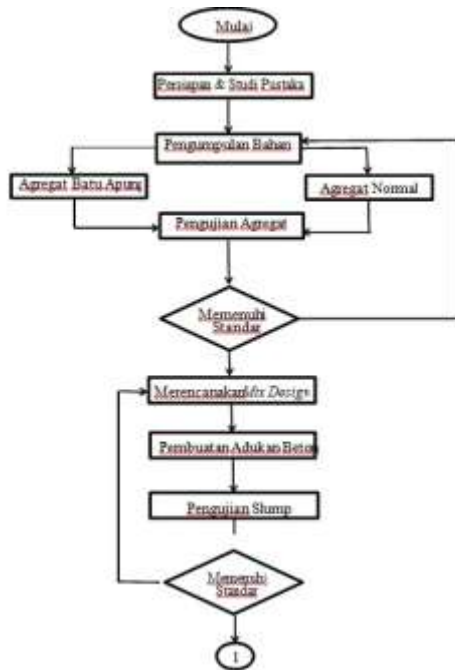 Mulai
Persiapan & Studi Pustaka
Pengumpulan Bahan
Agregat Batu Apung
Agregat Normal
Pengujian Agregat
Memenuhi
Standar
Merencanakan Mix Design
Pembuatan Adukan Beton
Pengujian Slump
Memenuhi
Standar
1